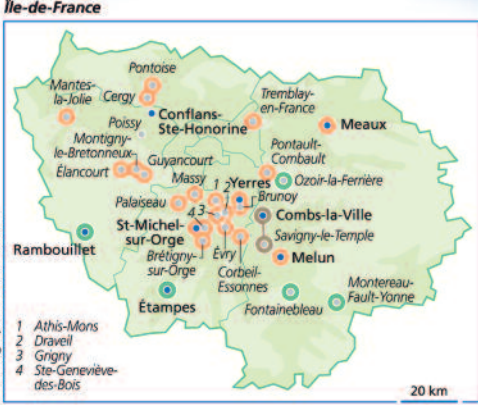 Île-de-France
Pontoise
Mantes-
la-Jolie
Cergy
Tremblay-
en-France
Conflans-
Ste-Honorine
Poissy
Meaux
Montigny-
le-Bretonneux
Pontault-
Combault
Guyancourt
Élancourt
Massy
1
2
Yerres
Ozoir-la-Ferrière
Brunoy
Palaiseau
4
3
Combs-la-Ville
St-Michel-
sur-Orge
Savigny-le-Temple
Rambouillet
Brétigny-
sur-Orge
Évry
Melun
Corbeil-
Essonnes
Montereau-
Fault-Yonne
Étampes
Fontainebleau
1 Athis-Mons
2 Draveil
3 Grigny
4 Ste-Geneviève-
des-Bois
20 km